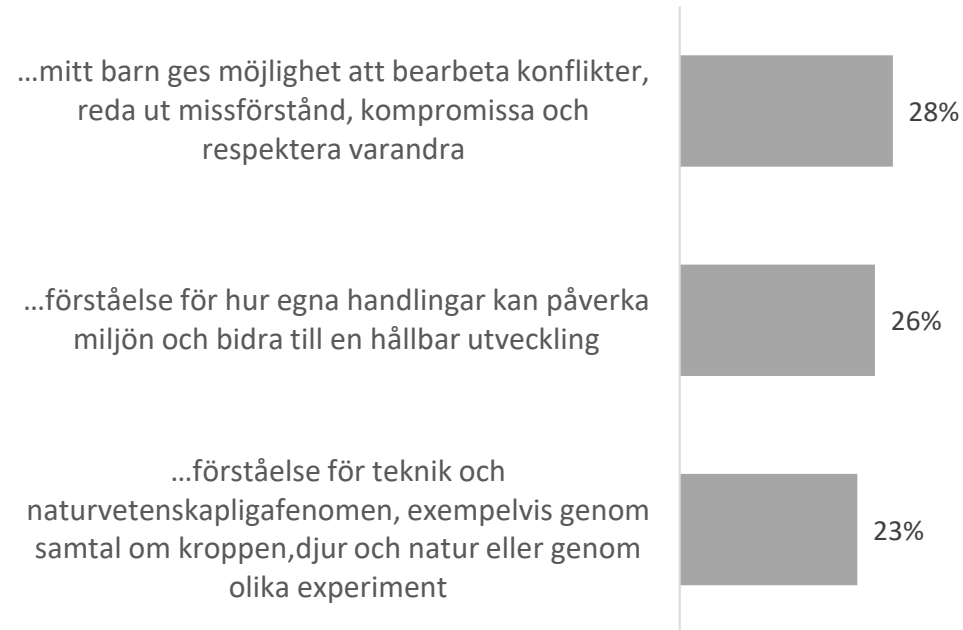 …mitt barn ges möjlighet att bearbeta konflikter,
reda ut missförstånd, kompromissa och
respektera varandra
28%
…förståelse för hur egna handlingar kan påverka
miljön och bidra till en hållbar utveckling
26%
…förståelse för teknik och
naturvetenskapligafenomen, exempelvis genom
samtal om kroppen,djur och natur eller genom
olika experiment
23%